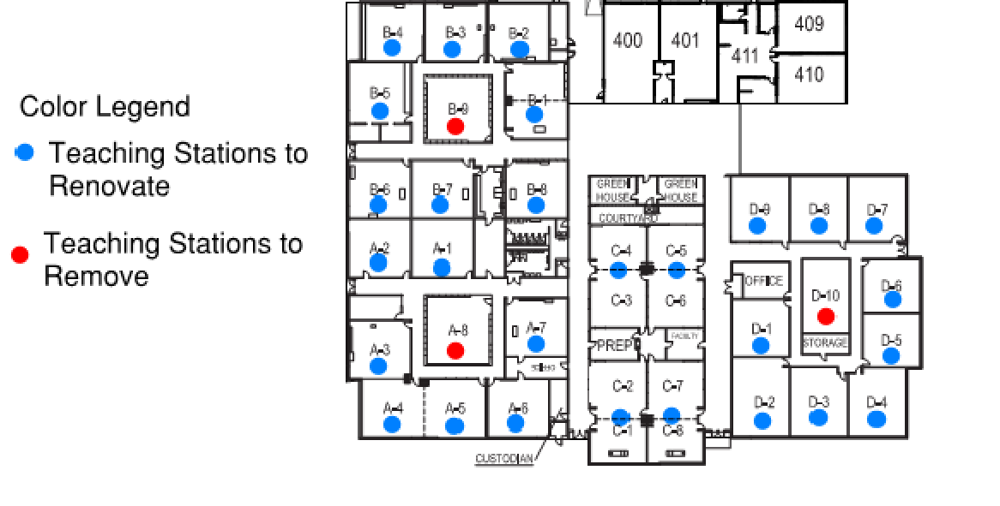 Color Legend
Teaching Stations to
Renovate
Teaching Stations to
Remove
B-4
B-3
B-2
400
401
409
411
410
B-5
B-9
B-1
B-6
B-7
B-8
A-2
A-1
A-8
A-7
A-3
A-4
A-5
A-6
CUSTODIAN
GREEN
HOUSE
GREEN
HOUSE
COURTYARD
C-4
C-5
C-3
C-6
PREP
FACULTY
C-2
C-7
C-1
C-8
D-9
D-8
D-7
OFFICE
D-10
D-6
D-1
STORAGE
D-5
D-2
D-3
D-4